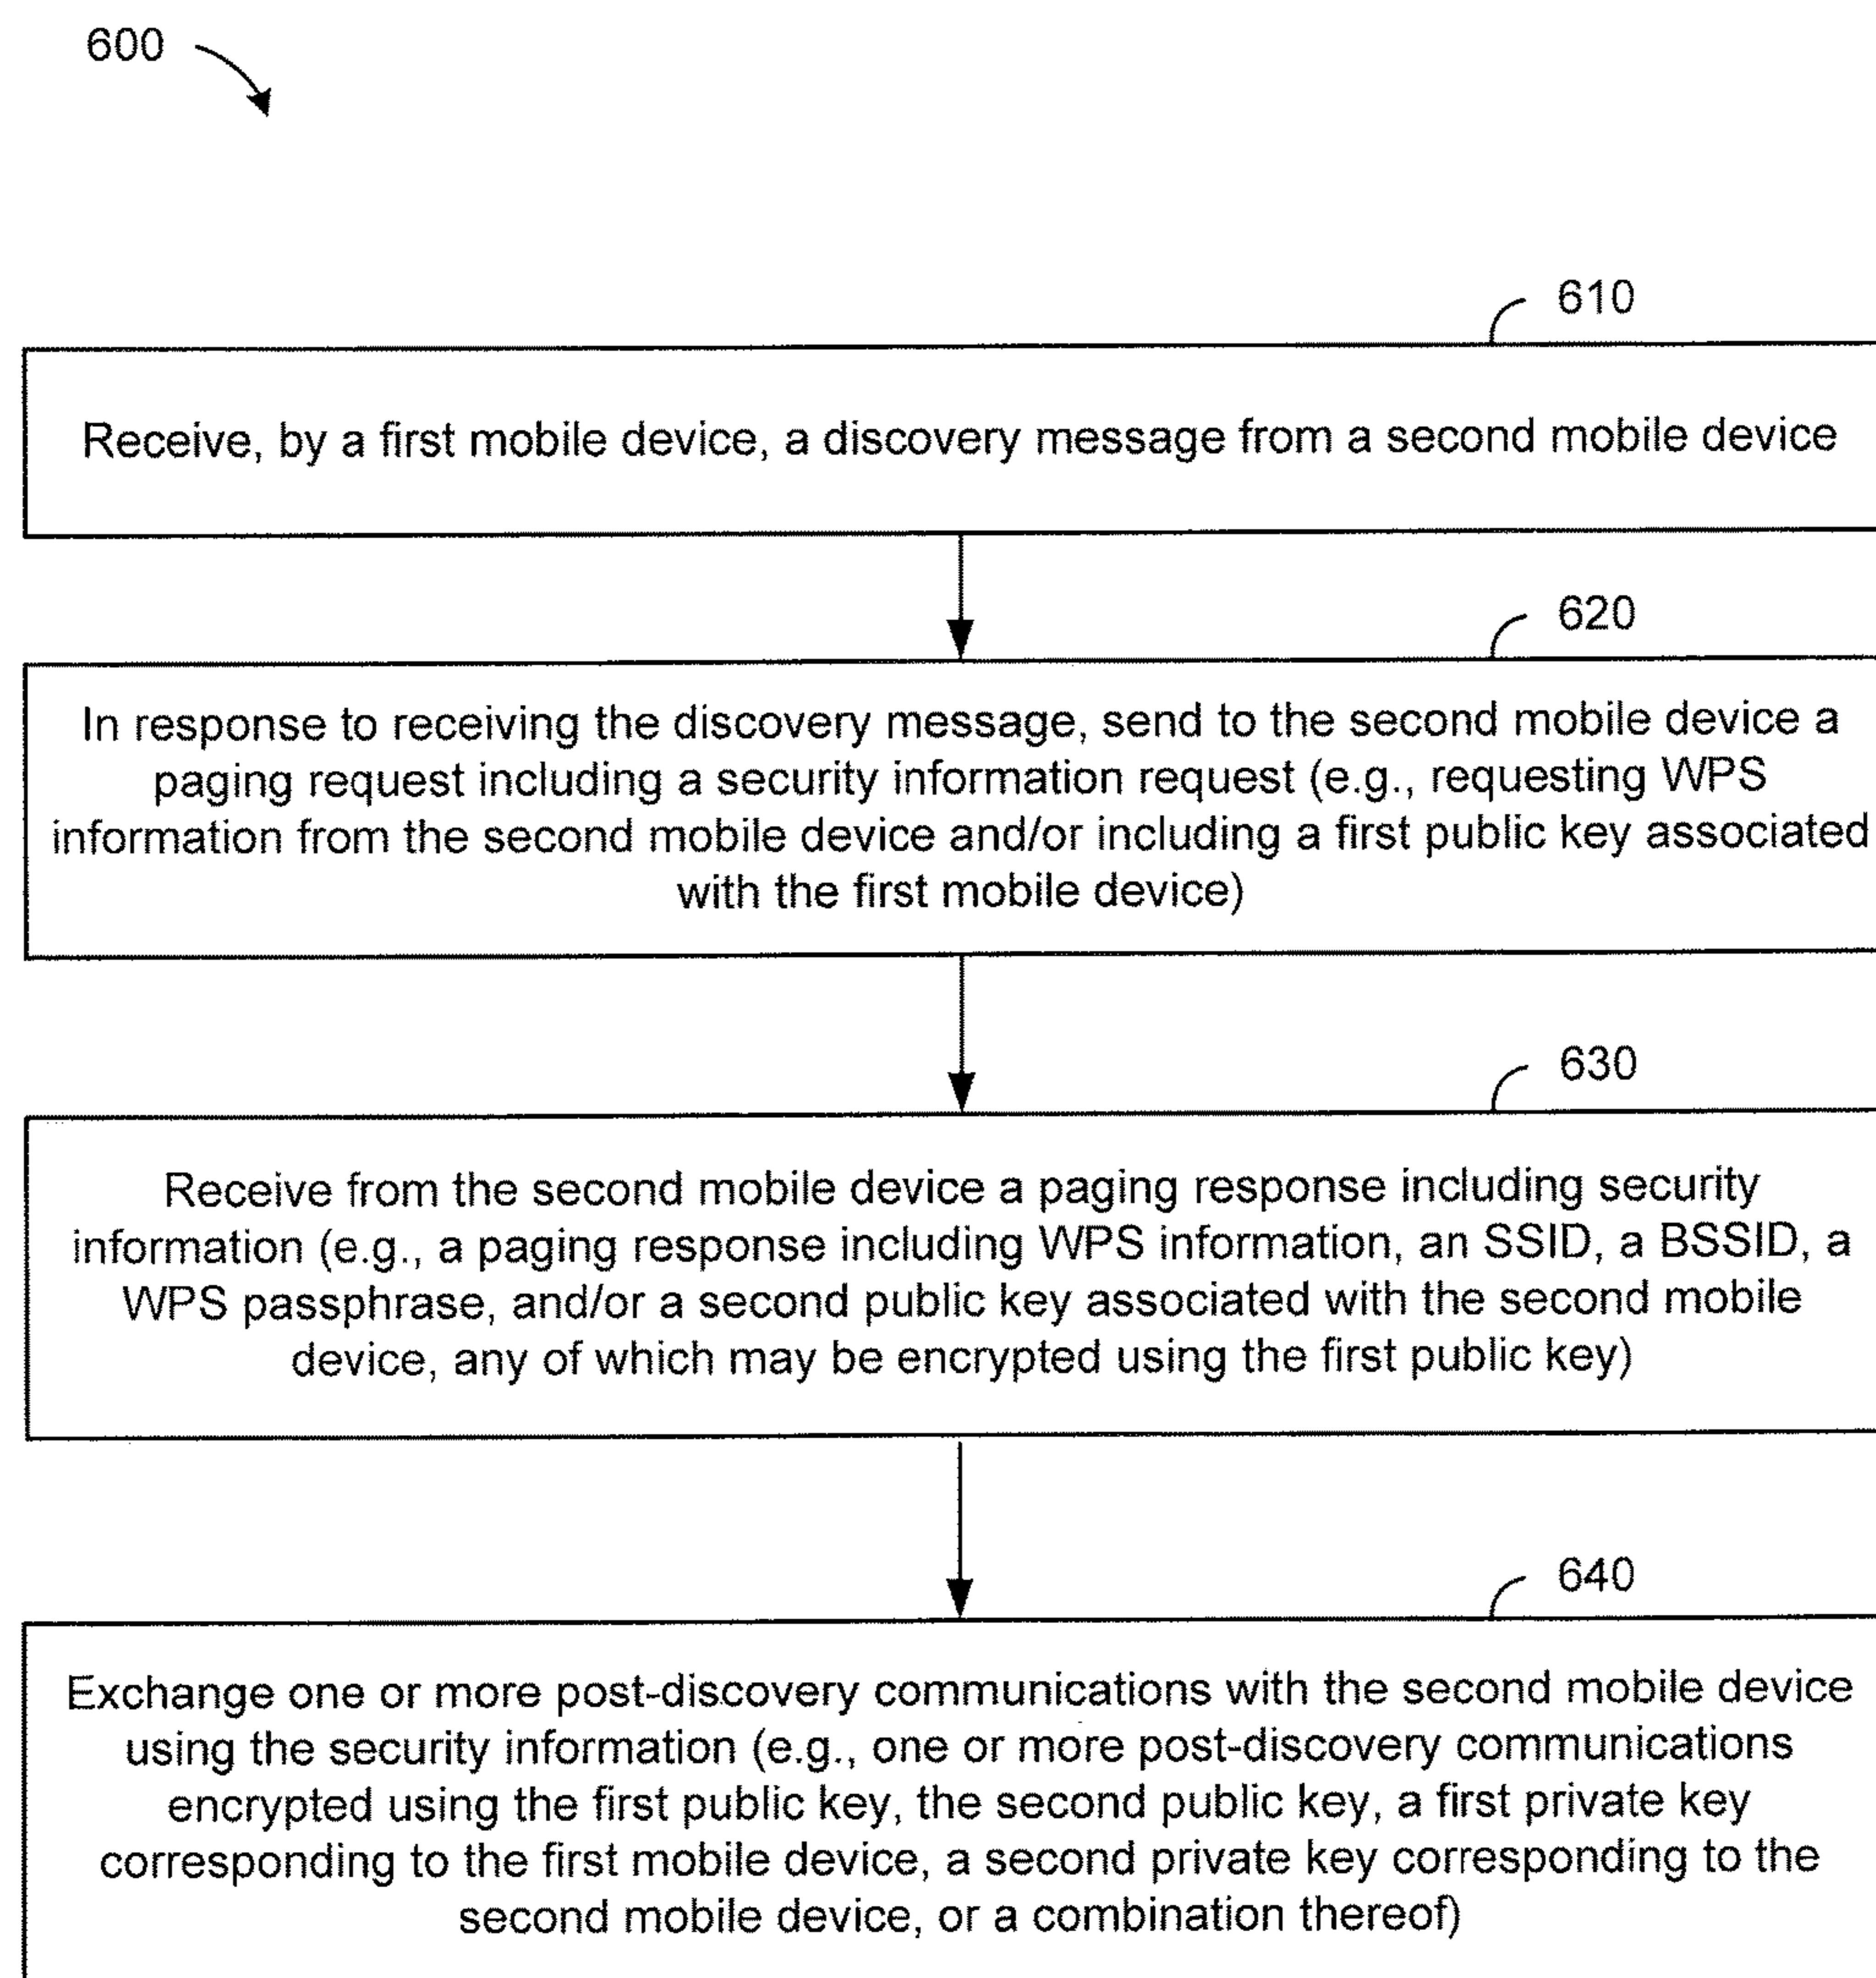 600
610
Receive, by a first mobile device, a discovery message from a second mobile device
620
In response to receiving the discovery message, send to the second mobile device a
paging request including a security information request (e.g., requesting WPS
information from the second mobile device and/or including a first public key associated
with the first mobile device)
630
Receive from the second mobile device a paging response including security
information (e.g., a paging response including WPS information, an SSID, a BSSID, a
WPS passphrase, and/or a second public key associated with the second mobile
device, any of which may be encrypted using the first public key)
640
Exchange one or more post-discovery communications with the second mobile device
using the security information (e.g., one or more post-discovery communications
encrypted using the first public key, the second public key, a first private key
corresponding to the first mobile device, a second private key corresponding to the
second mobile device, or a combination thereof)